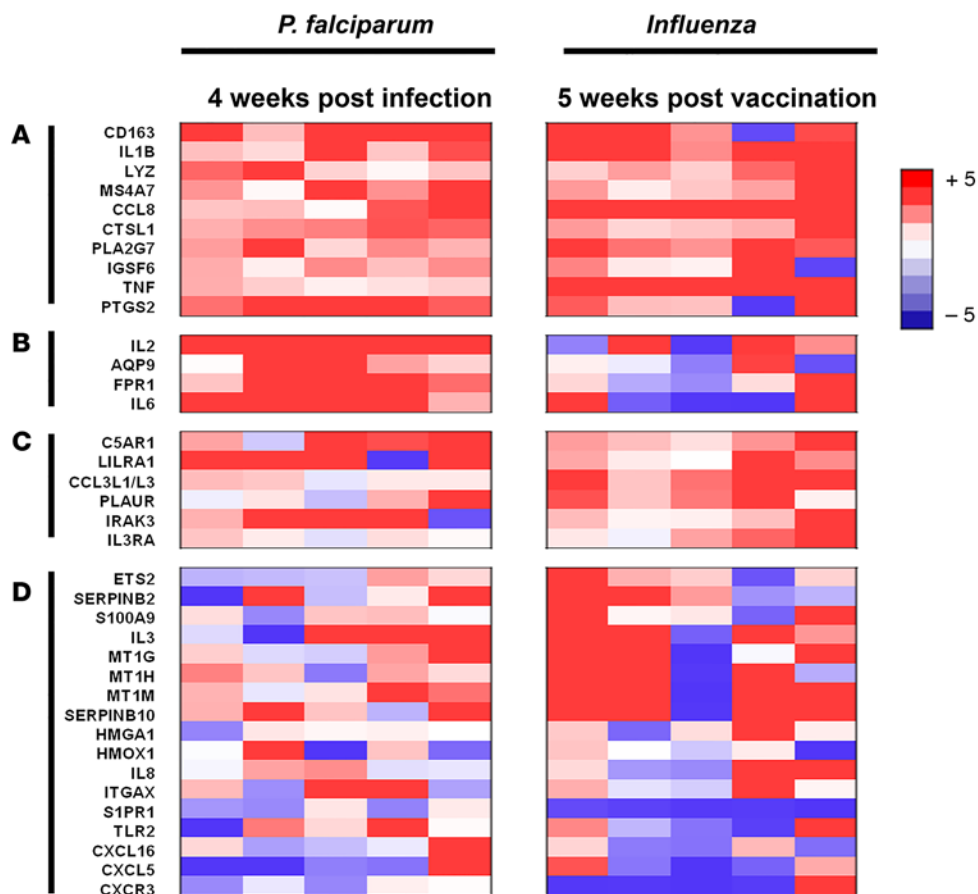 P. falciparum
Influenza
4 weeks post infection
5 weeks post vaccination
A
CD163
IL1B
LYZ
MS4A7
CCL8
CTSL1
PLA2G7
IGSF6
TNF
PTGS2
+ 5
– 5
B
IL2
AQP9
FPR1
IL6
C
C5AR1
LILRA1
CCL3L1/L3
PLAUR
IRAK3
IL3RA
D
ETS2
SERPINB2
S100A9
IL3
MT1G
MT1H
MT1M
SERPINB10
HMGA1
HMOX1
IL8
ITGAX
S1PR1
TLR2
CXCL16
CXCL5
CXCR3